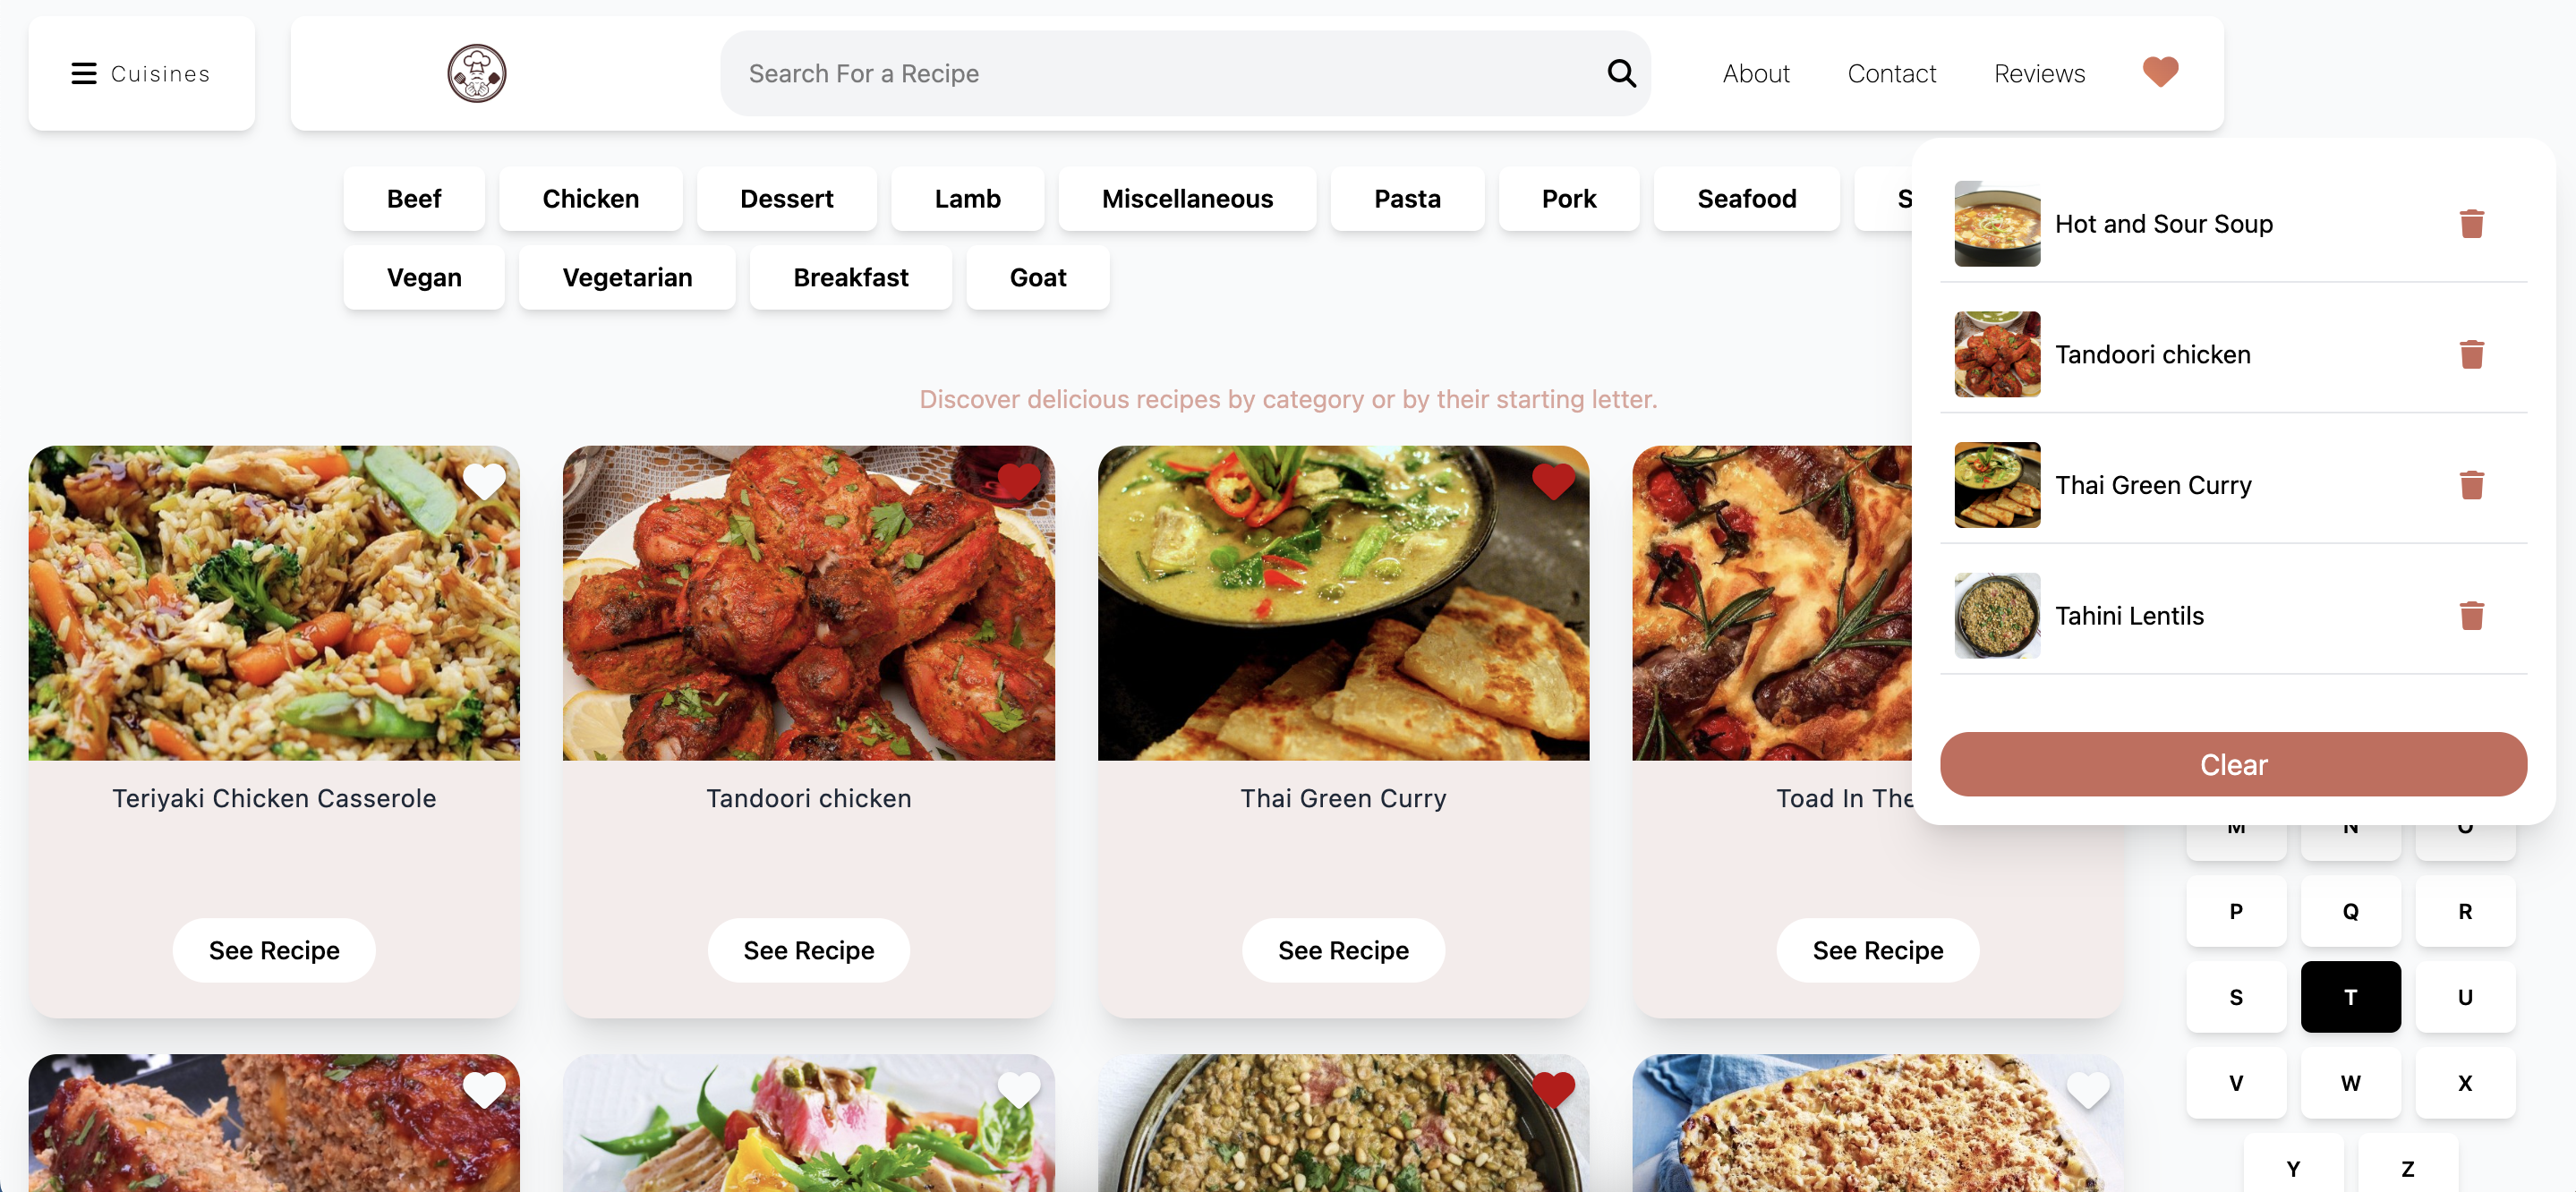 Cuisines
Search For a Recipe
About
Contact
Reviews
Beef
Chicken
Dessert
Lamb
Miscellaneous
Pasta
Pork
Seafood
S
Vegan
Vegetarian
Breakfast
Goat
Discover delicious recipes by category or by their starting letter.
Hot and Sour Soup
Tandoori chicken
Thai Green Curry
Tahini Lentils
Clear
Teriyaki Chicken Casserole
Tandoori chicken
Thai Green Curry
Toad In The
See Recipe
See Recipe
See Recipe
See Recipe
M
N
O
P
Q
R
S
T
U
V
W
X
Y
Z